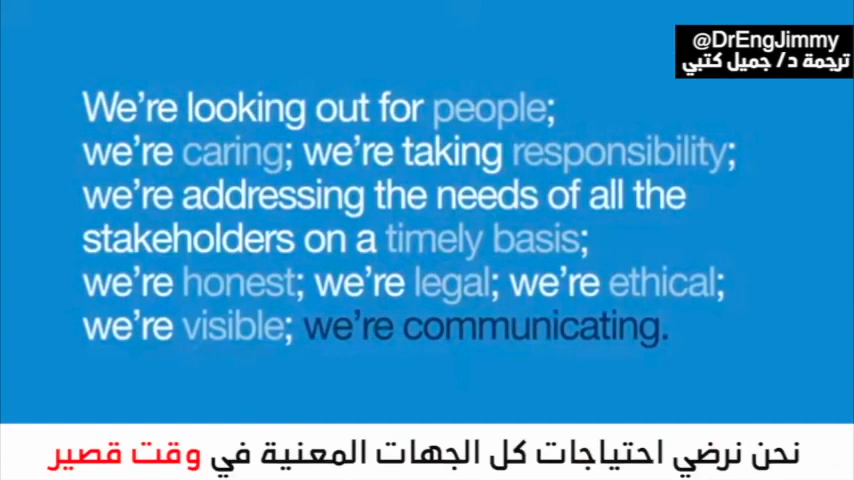 @DrEngJimmy
ترجمة د/ جميل كتبي
We're looking out for people;
we're caring; we're taking responsibility;
we're addressing the needs of all the
stakeholders on a timely basis;
we're honest; we're legal; we're ethical;
we're visible; we're communicating.
نحن نرضي احتياجات كل الجهات المعنية في وقت قصير